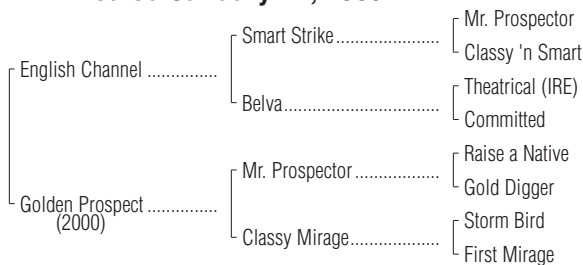 Mr. Prospector
Smart Strike
Classy 'n Smart
English Channel
Theatrical (IRE)
Belva
Committed
Raise a Native
Mr. Prospector
Gold Digger
Golden Prospect
(2000)
Storm Bird
Classy Mirage
First Mirage